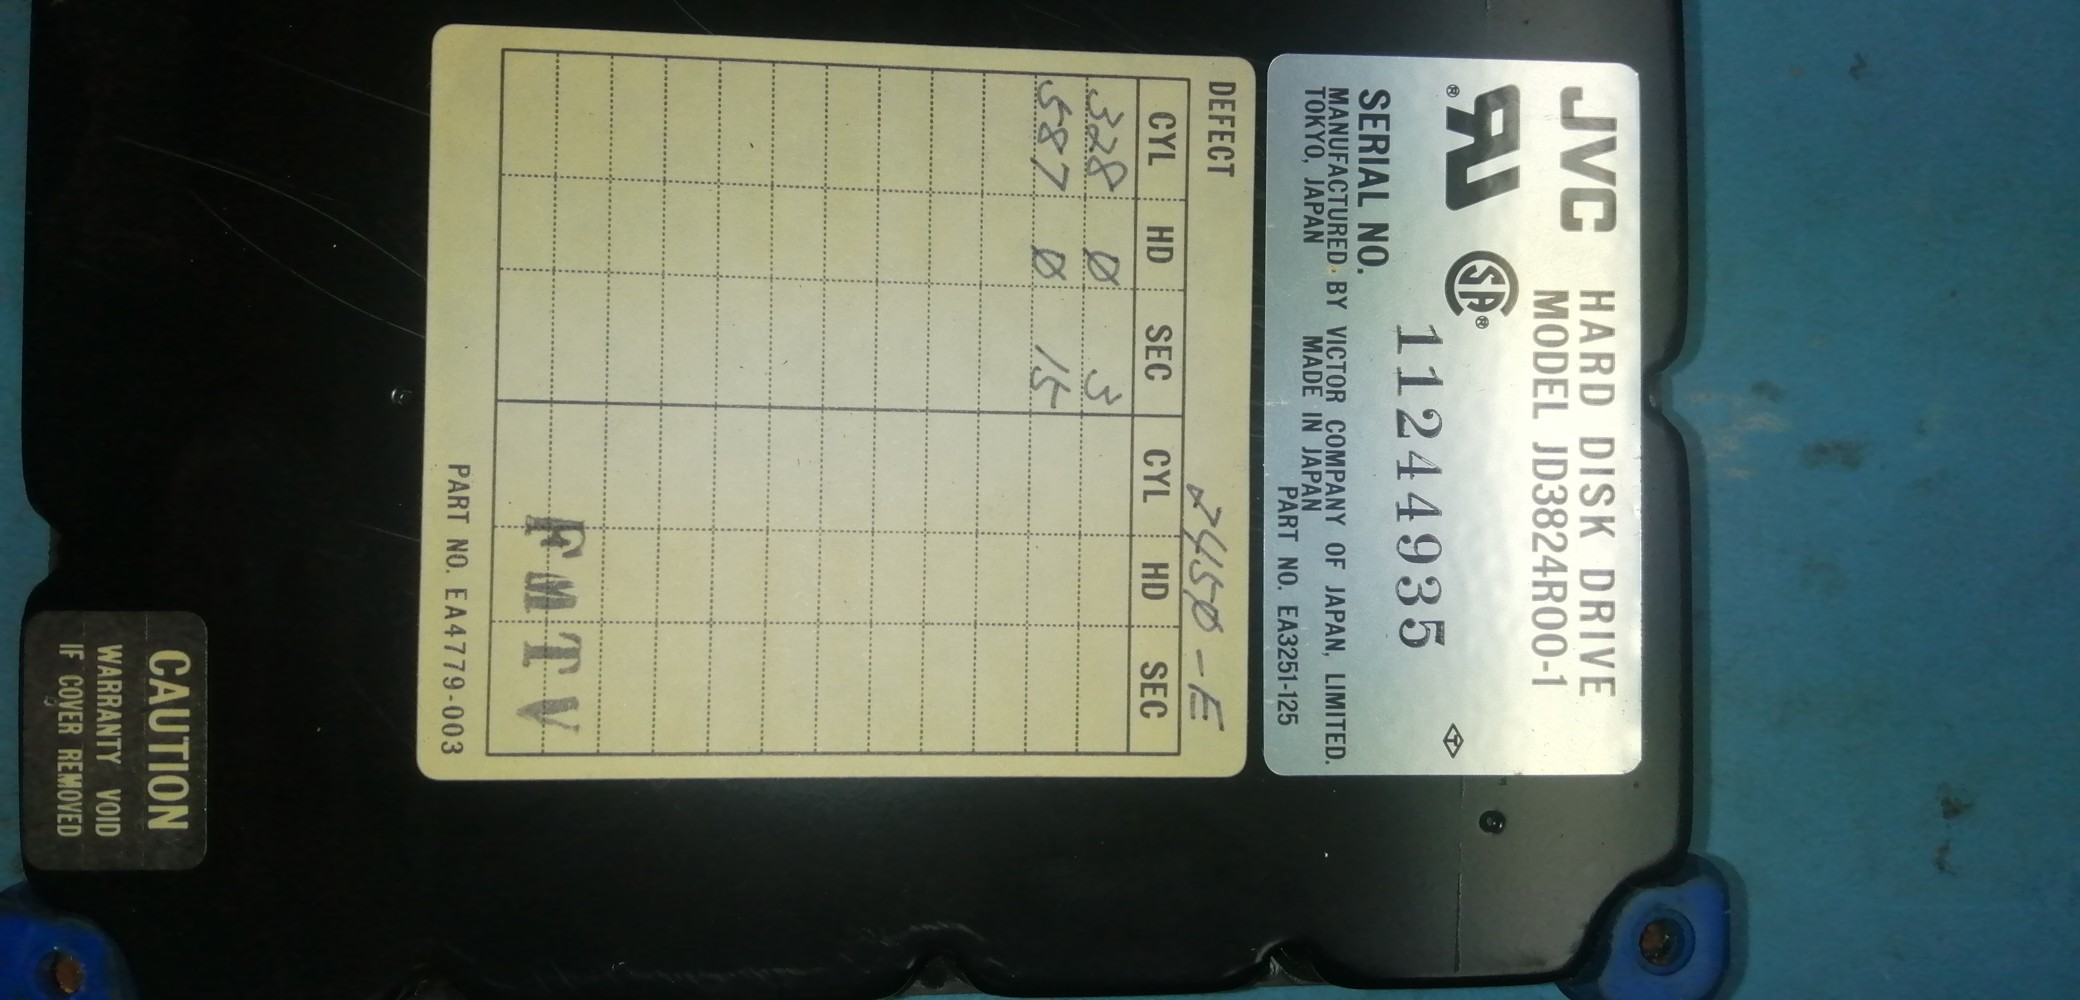 JVC HARD DISK DRIVE
MODEL JD3824R00-1
SERIAL NO. 11244935
MANUFACTURED BY VICTOR COMPANY OF JAPAN, LIMITED.
TOKYO, JAPAN MADE IN JAPAN PART NO. EA3251-125
DEFECT 2450-E
CYL HD SEC CYL HD SEC
328 0 3
587 0 15
FMTV
PART NO. EA4779-003
CAUTION
WARRANTY VOID
IF COVER REMOVED